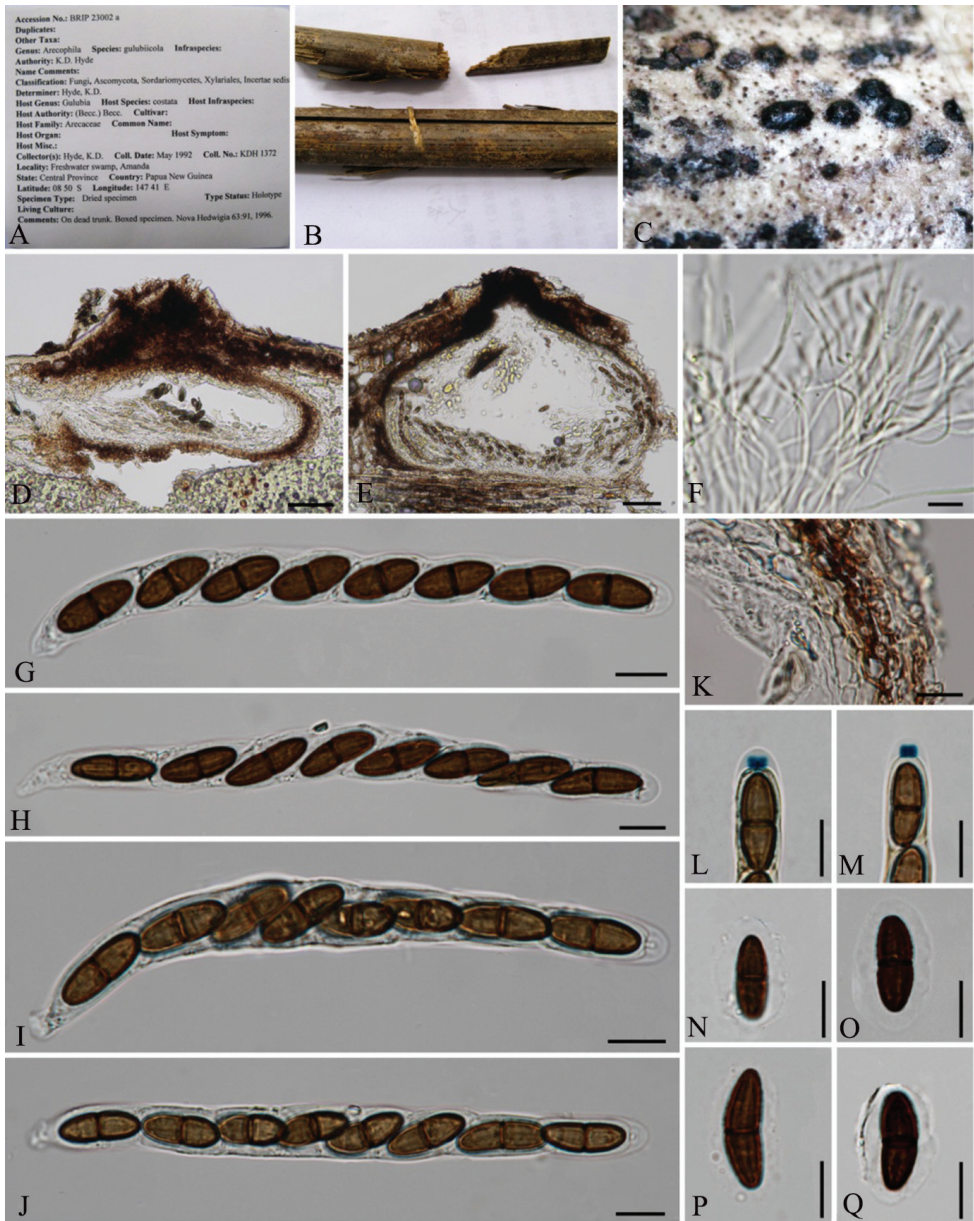 Accession No.: BRIP 23002 a
Duplicates:
Other Taxa:
Genus: Arecophila Species: gulubiicola Infraspecies:
Authority: K.D. Hyde
Name Comments:
Classification: Fungi, Ascomycota, Sordariomycetes, Xylariales, Incertae sedis
Determiner: Hyde, K.D.
Host Genus: Gulubia Host Species: costata Host Infraspecies:
Host Authority: (Becc.) Becc. Cultivar:
Host Family: Arecaceae Common Name:
Host Organ: Host Symptom:
Host Misc.:
Collector(s): Hyde, K.D. Coll. Date: May 1992 Coll. No.: KDH 1372
Locality: Freshwater swamp, Amanda
State: Central Province Country: Papua New Guinea
Latitude: 08 50 S Longitude: 147 41 E
Specimen Type: Dried specimen Type Status: Holotype
Living Culture:
Comments: On dead trunk. Boxed specimen. Nova Hedwigia 63:91, 1996.
A
B
C
D
E
F
G
H
I
J
K
L
M
N
O
P
Q